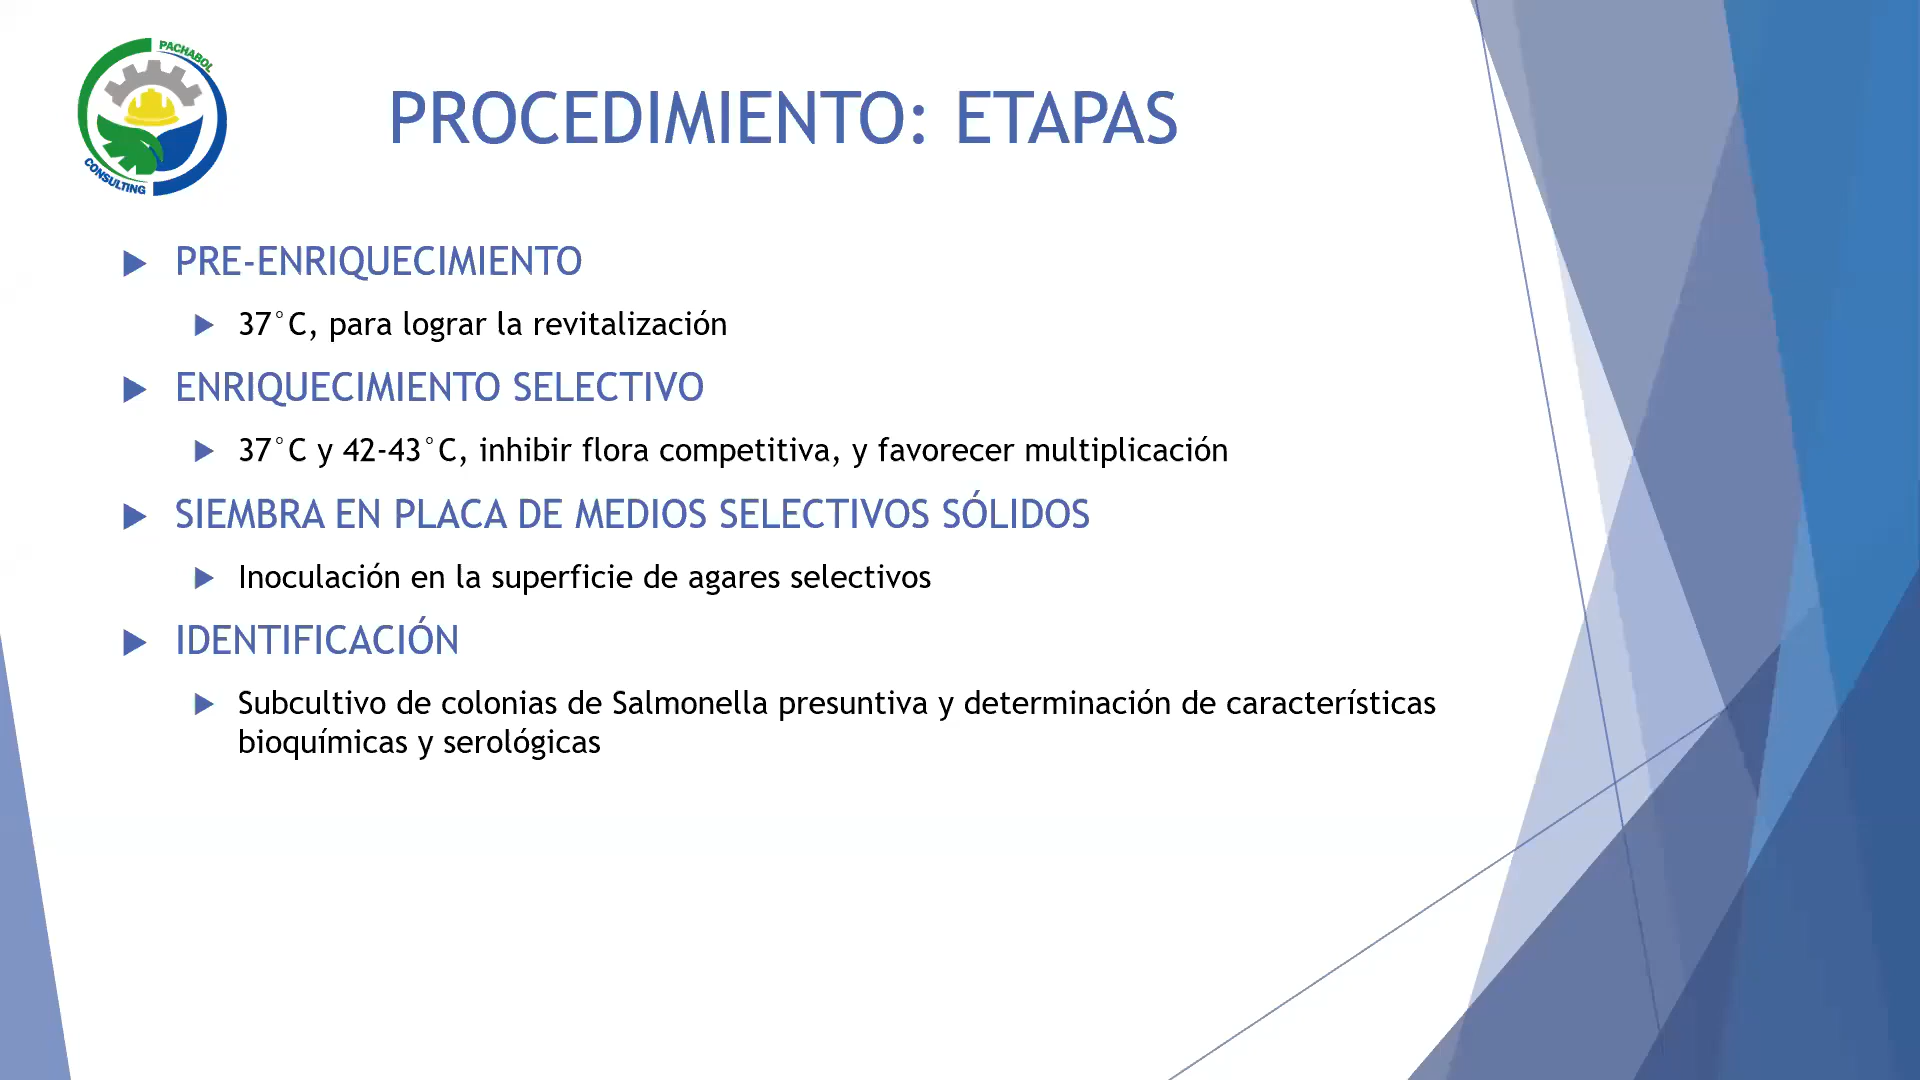 PACHABOL
CONSULTING
PROCEDIMIENTO: ETAPAS
PRE-ENRIQUECIMIENTO
37°C, para lograr la revitalización
ENRIQUECIMIENTO SELECTIVO
37°C y 42-43°C, inhibir flora competitiva, y favorecer multiplicación
SIEMBRA EN PLACA DE MEDIOS SELECTIVOS SÓLIDOS
Inoculación en la superficie de agares selectivos
IDENTIFICACIÓN
Subcultivo de colonias de Salmonella presuntiva y determinación de características
bioquímicas y serológicas